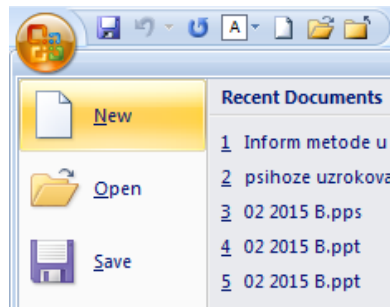 A
New
Open
Save
Recent Documents
1 Inform metode u
2 psihoze uzrokova
3 02 2015 B.pps
4 02 2015 B.ppt
5 02 2015 B.ppt